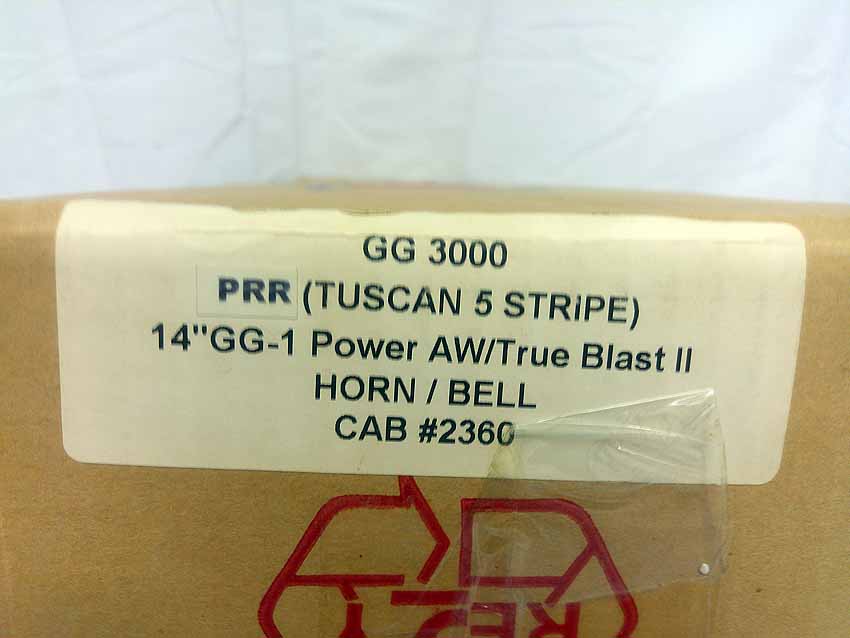 GG 3000
PRR (TUSCAN 5 STRiPE)
14"GG-1 Power AW/True Blast II
HORN / BELL
CAB #2360